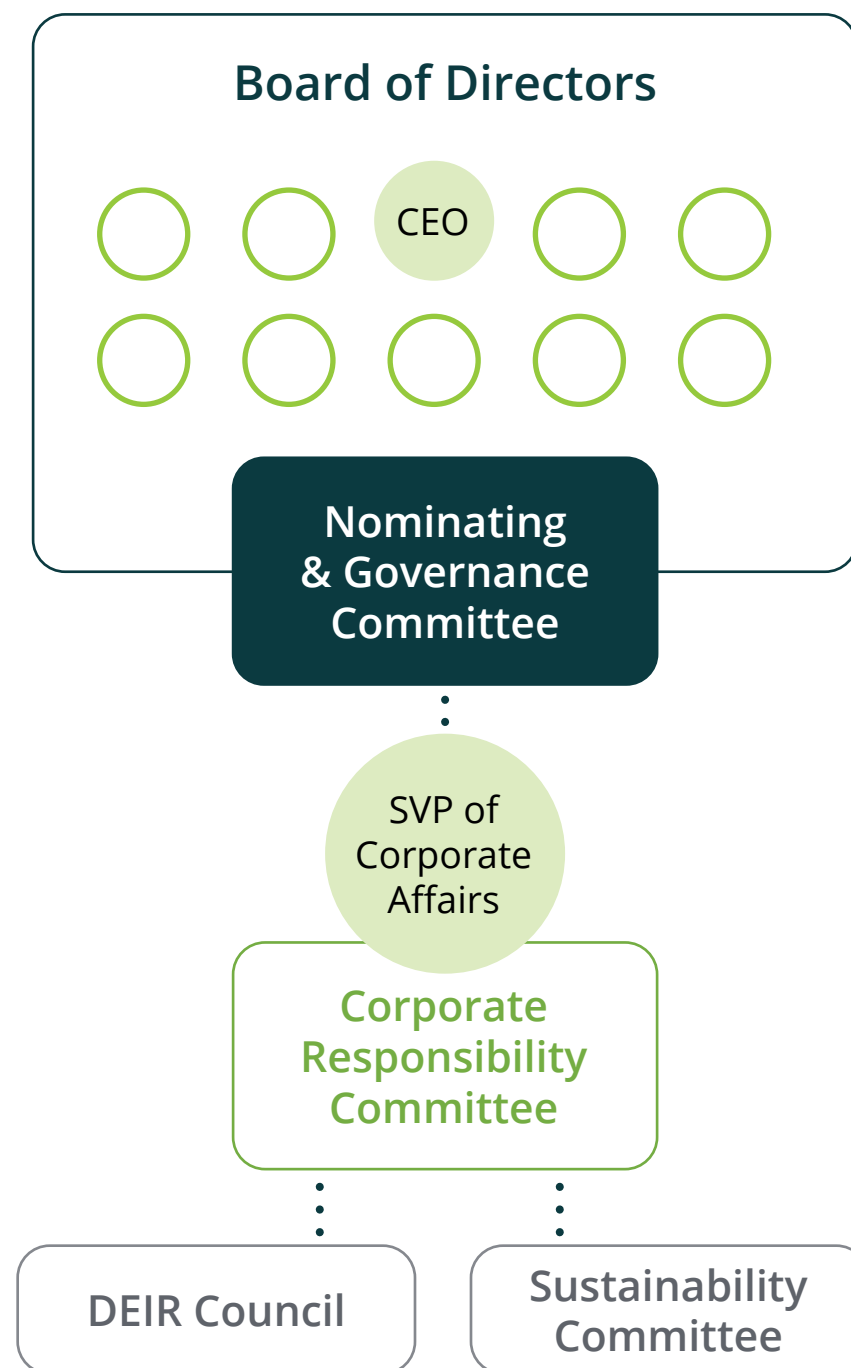 Board of Directors
CEO
Nominating
& Governance
Committee
SVP of
Corporate
Affairs
Corporate
Responsibility
Committee
DEIR Council
Sustainability
Committee